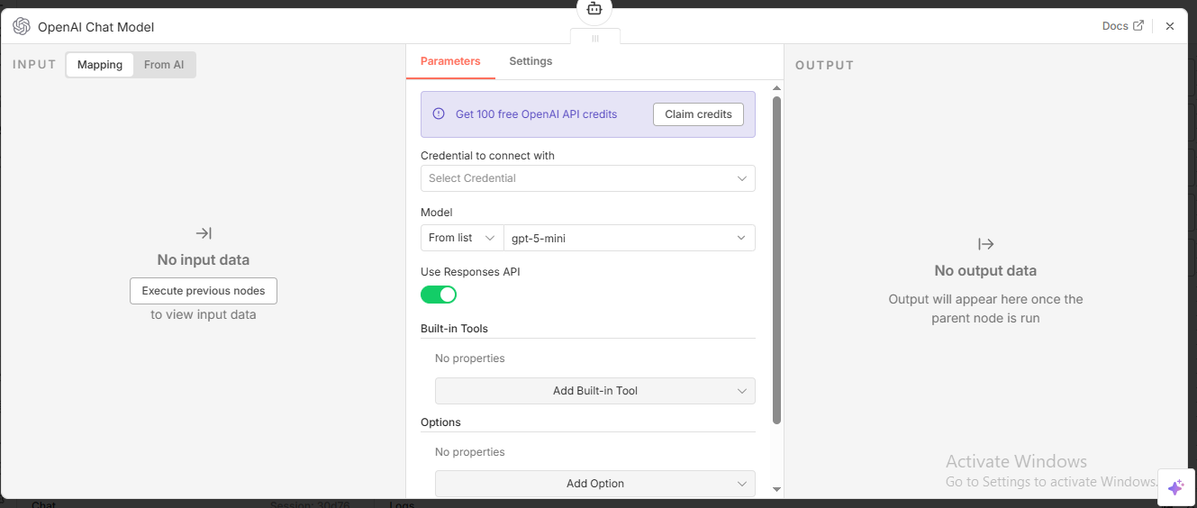 OpenAI Chat Model
Docs
INPUT
Mapping
From AI
No input data
Execute previous nodes
to view input data
Parameters
Settings
Get 100 free OpenAI API credits
Claim credits
Credential to connect with
Select Credential
Model
From list
gpt-5-mini
Use Responses API
Built-in Tools
No properties
Add Built-in Tool
Options
No properties
Add Option
OUTPUT
No output data
Output will appear here once the
parent node is run
Activate Windows
Go to Settings to activate Windows.
Chat
Logs